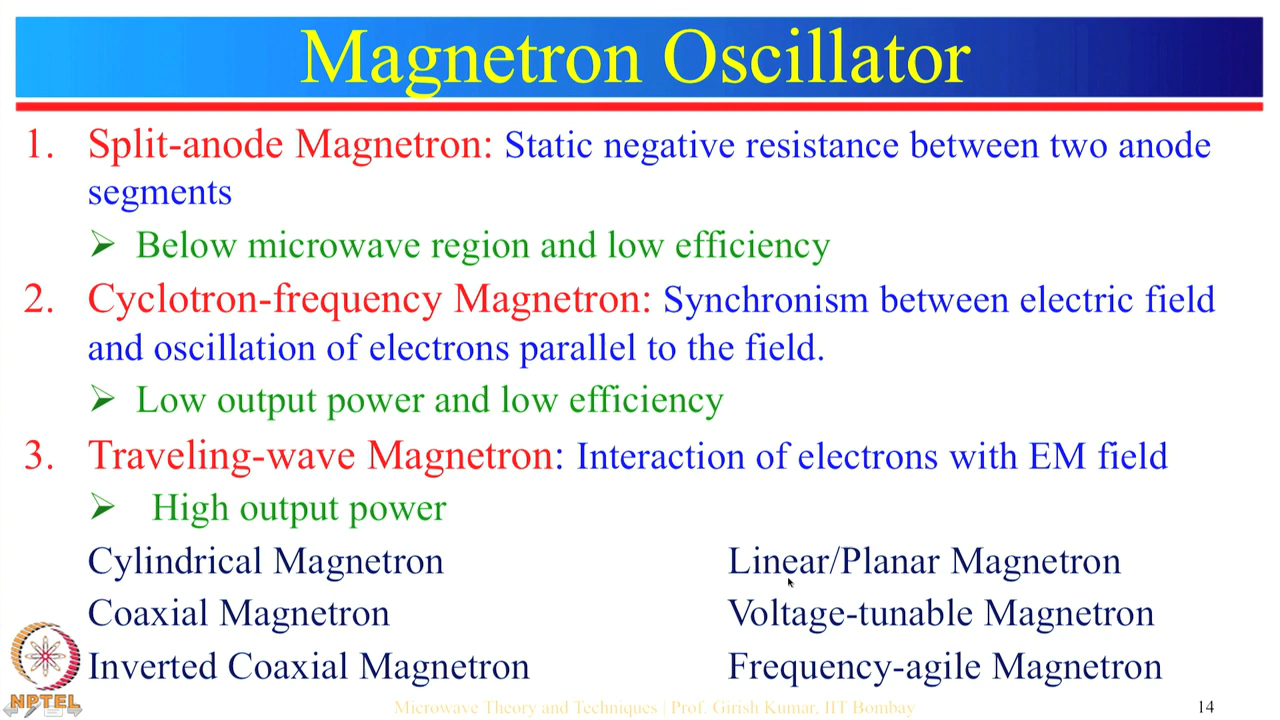 Magnetron Oscillator
1. Split-anode Magnetron: Static negative resistance between two anode
segments
➢ Below microwave region and low efficiency
2. Cyclotron-frequency Magnetron: Synchronism between electric field
and oscillation of electrons parallel to the field.
➢ Low output power and low efficiency
3. Traveling-wave Magnetron: Interaction of electrons with EM field
➢ High output power
Cylindrical Magnetron Linear/Planar Magnetron
Coaxial Magnetron Voltage-tunable Magnetron
Inverted Coaxial Magnetron Frequency-agile Magnetron
NPTEL
Microwave Theory and Techniques | Prof. Girish Kumar, IIT Bombay 14